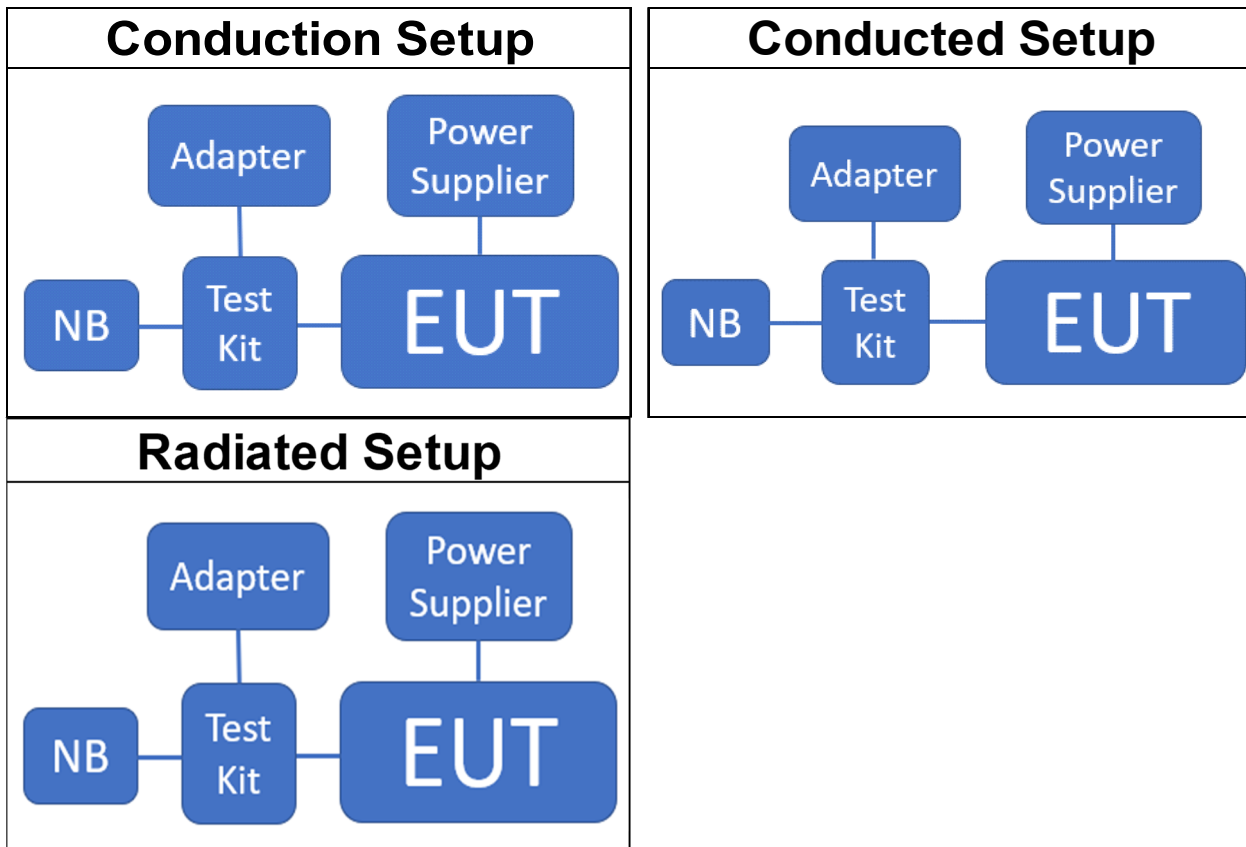 Conduction Setup
Adapter
Power
Supplier
NB
Test
Kit
EUT
Conducted Setup
Adapter
Power
Supplier
NB
Test
Kit
EUT
Radiated Setup
Adapter
Power
Supplier
NB
Test
Kit
EUT